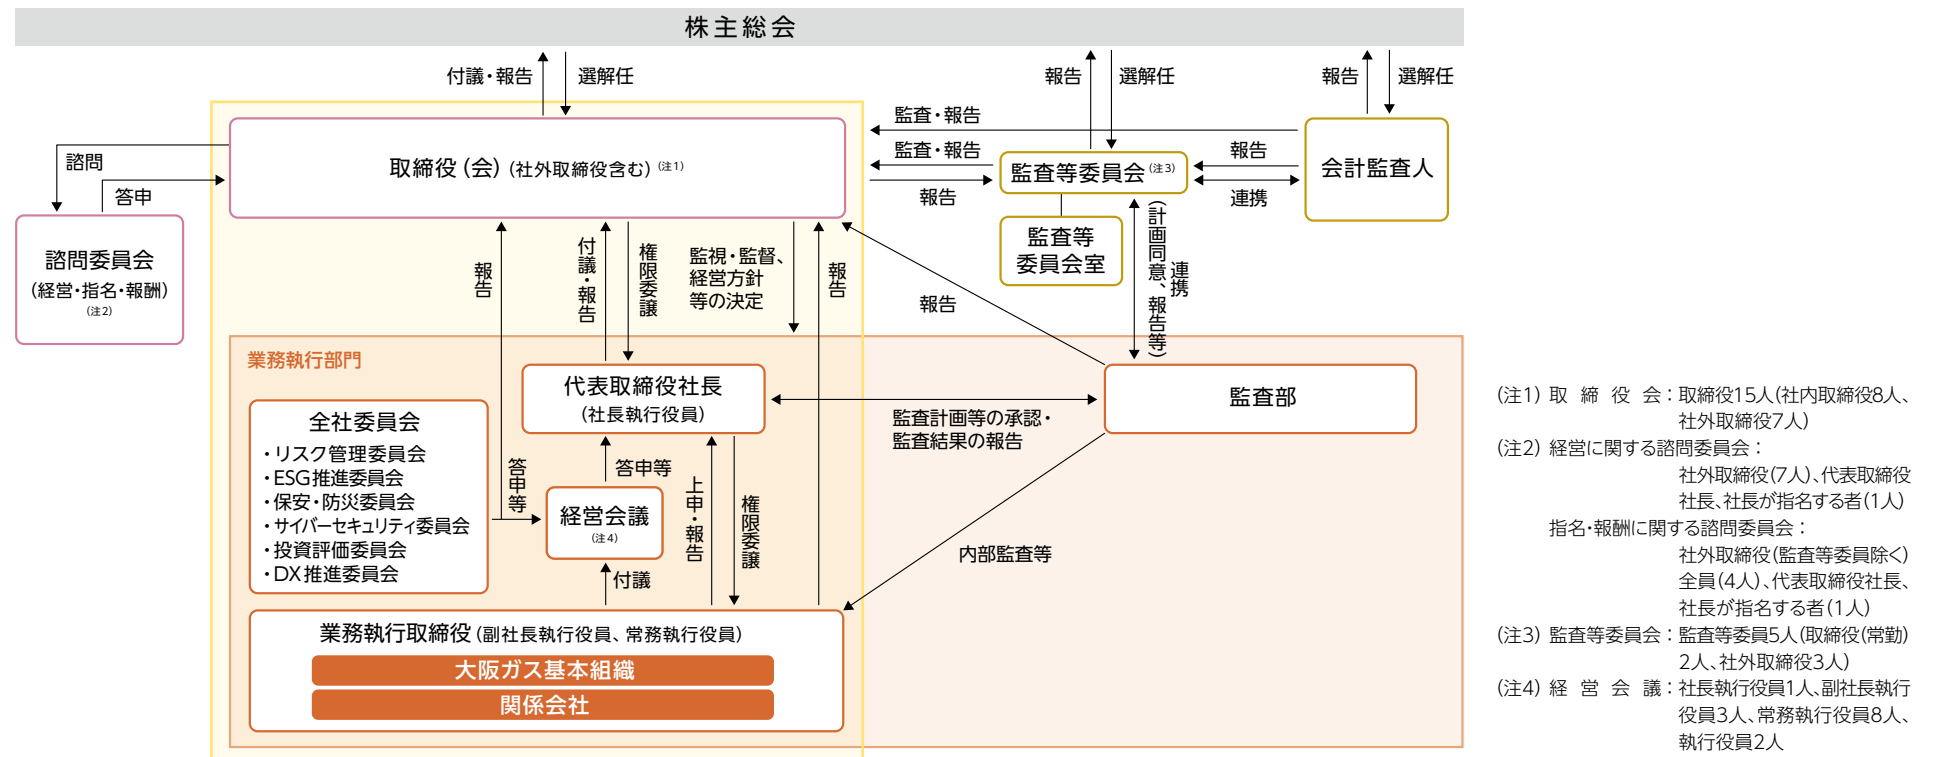 株主総会
付議・報告
選解任
報告
選解任
報告
選解任
監査・報告
監査・報告
報告
報告
連携
諮問
答申
取締役(会)(社外取締役含む)(注1)
監査等委員会(注3)
会計監査人
監査等
委員会室
諮問委員会
(経営・指名・報酬)
(注2)
報告
付議・報告
権限委譲
監視・監督、
経営方針
等の決定
報告
報告
連携
(計画同意、報告等)
業務執行部門
代表取締役社長
(社長執行役員)
監査部
監査計画等の承認・
監査結果の報告
全社委員会
・リスク管理委員会
・ESG推進委員会
・保安・防災委員会
・サイバーセキュリティ委員会
・投資評価委員会
・DX推進委員会
答申等
答申等
経営会議
(注4)
付議
上申・報告
権限委譲
内部監査等
業務執行取締役(副社長執行役員、常務執行役員)
大阪ガス基本組織
関係会社
(注1) 取締役会:取締役15人(社内取締役8人、
社外取締役7人)
(注2) 経営に関する諮問委員会:
社外取締役(7人)、代表取締役
社長、社長が指名する者(1人)
指名・報酬に関する諮問委員会:
社外取締役(監査等委員除く)
全員(4人)、代表取締役社長、
社長が指名する者(1人)
(注3) 監査等委員会:監査等委員5人(取締役(常勤)
2人、社外取締役3人)
(注4) 経営会議:社長執行役員1人、副社長執行
役員3人、常務執行役員8人、
執行役員2人